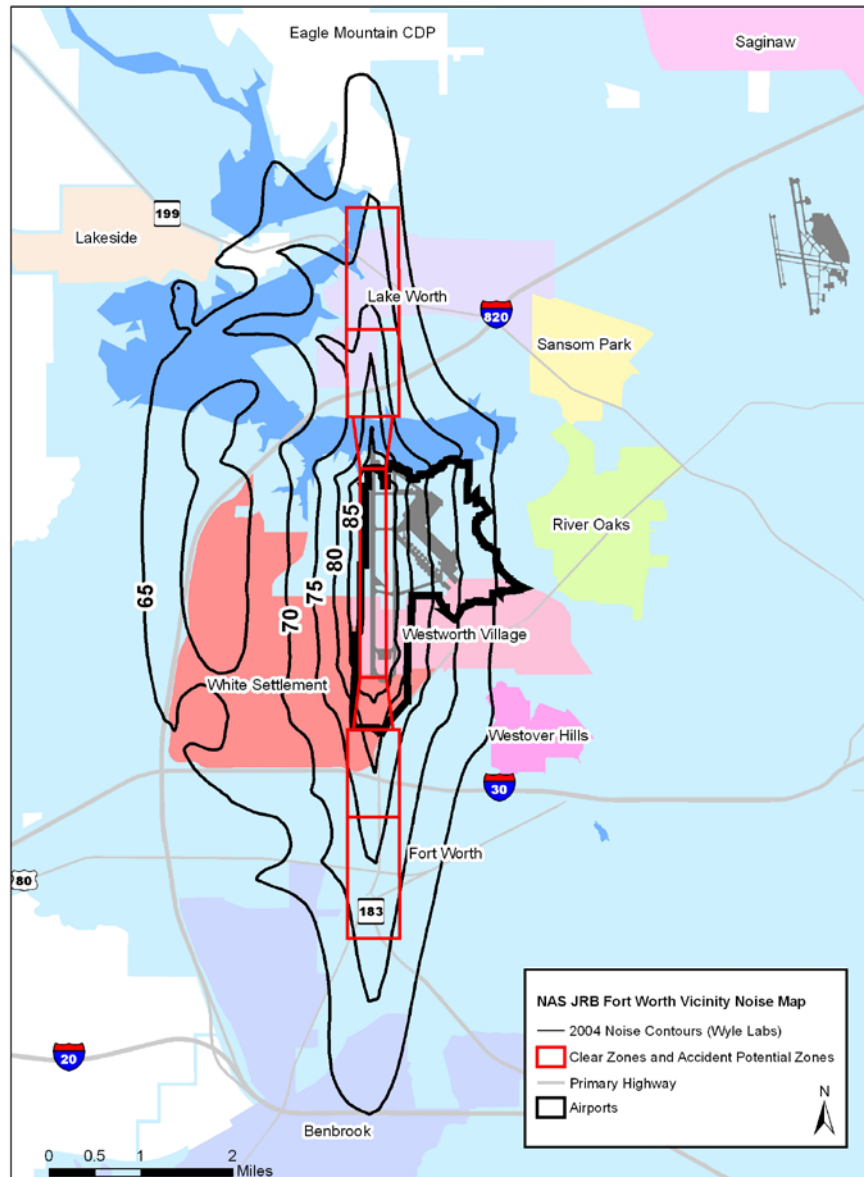 Eagle Mountain CDP
Saginaw
199
Lakeside
Lake Worth
820
Sansom Park
River Oaks
85
80
75
70
65
Westworth Village
White Settlement
Westover Hills
30
Fort Worth
80
183
20
Benbrook
NAS JRB Fort Worth Vicinity Noise Map
2004 Noise Contours (Wyle Labs)
Clear Zones and Accident Potential Zones
Primary Highway
Airports
N
0 0.5 1 2
Miles